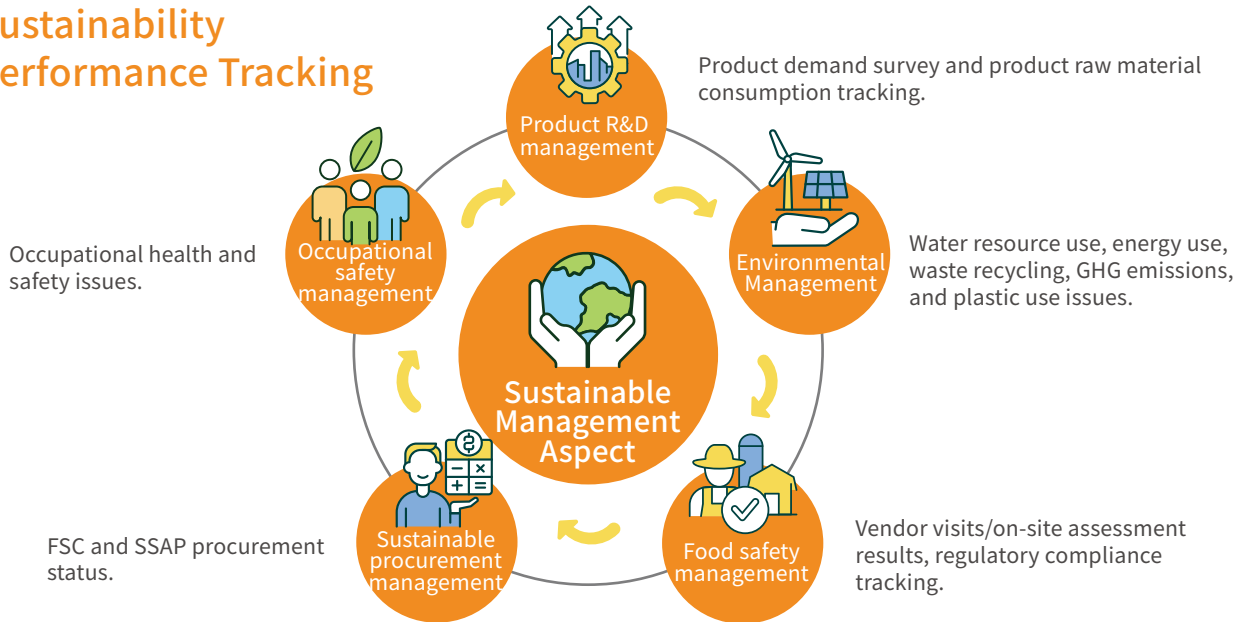 ustainability
erformance Tracking
Product R&D
management
Product demand survey and product raw material
consumption tracking.
Environmental
Management
Water resource use, energy use,
waste recycling, GHG emissions,
and plastic use issues.
Occupational
safety
management
Occupational health and
safety issues.
Sustainable
Management
Aspect
Food safety
management
Vendor visits/on-site assessment
results, regulatory compliance
tracking.
Sustainable
procurement
management
FSC and SSAP procurement
status.